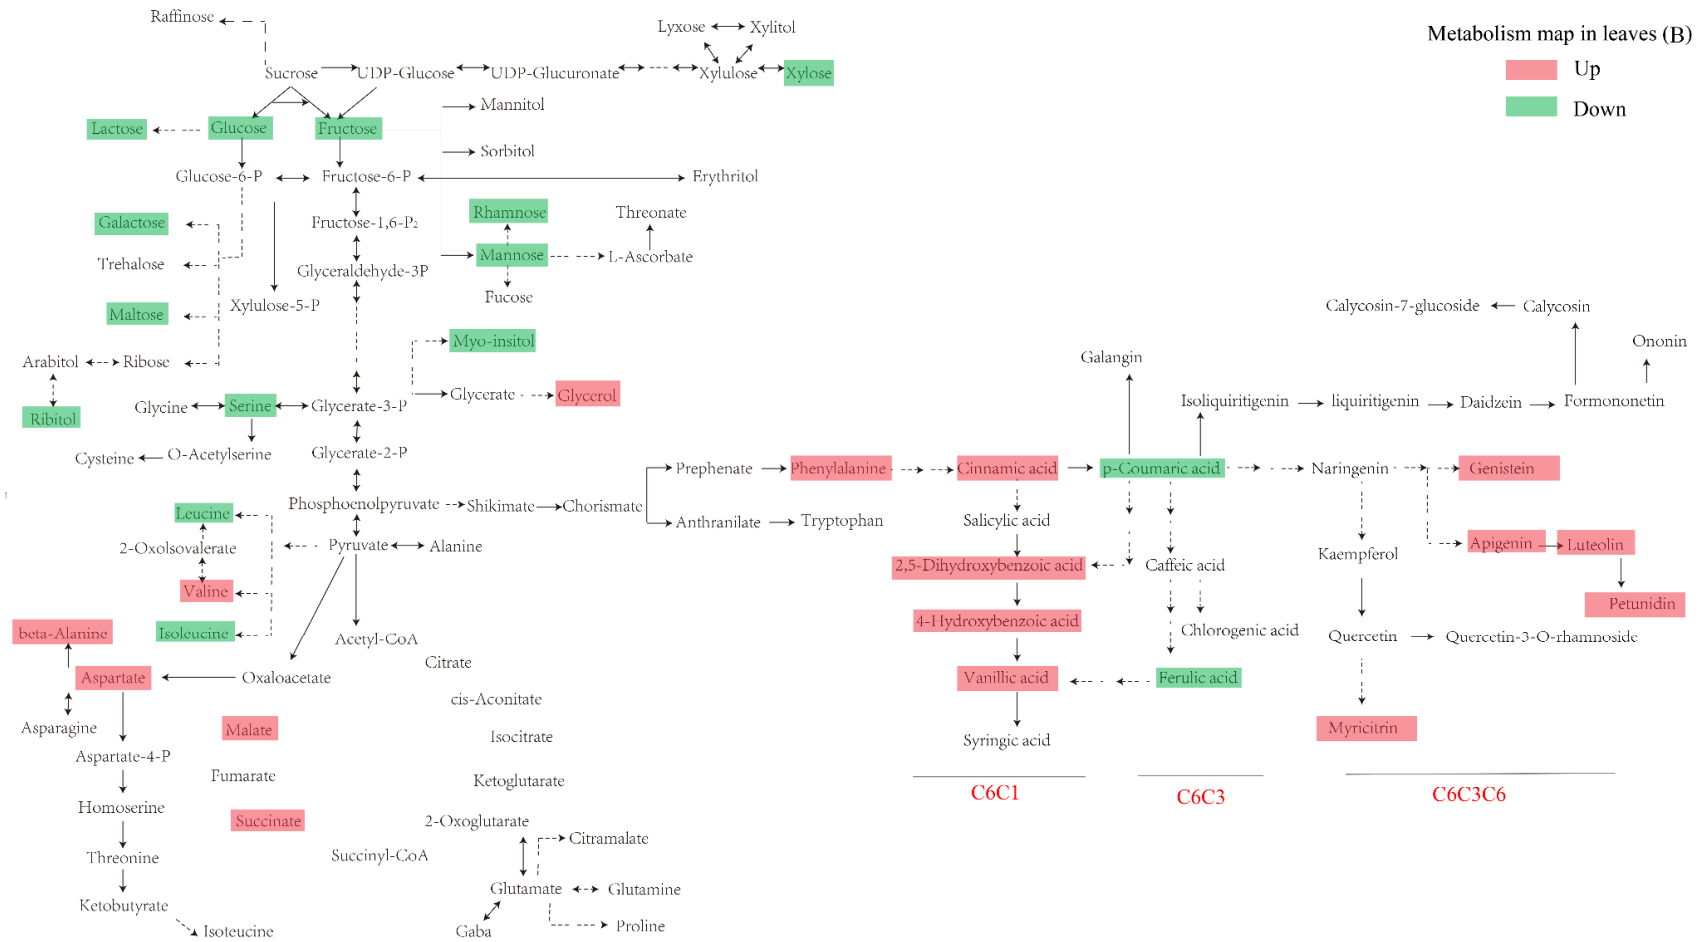 Raffinose
Lyxose
Xylitol
Metabolism map in leaves (B)
Up
Down
Sucrose
UDP-Glucose
UDP-Glucuronate
Xylulose
Xylose
Mannitol
Lactose
Glucose
Fructose
Sorbitol
Glucose-6-P
Fructose-6-P
Erythritol
Galactose
Fructose-1,6-P2
Rhamnose
Threonate
Trehalose
Glyceraldehyde-3P
Mannose
L-Ascorbate
Fucose
Maltose
Xylulose-5-P
Calycosin-7-glucoside
Calycosin
Myo-insitol
Ononin
Arabitol
Ribose
Galangin
Glycerate
Glycerol
Ribitol
Glycine
Serine
Glycerate-3-P
Isoliquiritigenin
liquiritigenin
Daidzein
Formononetin
Cysteine
O-Acetylserine
Glycerate-2-P
Prephenate
Phenylalanine
Cinnamic acid
p-Coumaric acid
Naringenin
Genistein
Phosphoenolpyruvate
Shikimate
Chorismate
Leucine
Anthranilate
Tryptophan
Salicylic acid
2-Oxolsovalerate
Pyruvate
Alanine
Kaempferol
Apigenin
Luteolin
Valine
2,5-Dihydroxybenzoic acid
Caffeic acid
Petunidin
beta-Alanine
Isoleucine
Acetyl-CoA
4-Hydroxybenzoic acid
Chlorogenic acid
Quercetin
Quercetin-3-O-rhamnoside
Citrate
Aspartate
Oxaloacetate
Vanillic acid
Ferulic acid
cis-Aconitate
Asparagine
Malate
Isocitrate
Syringic acid
Myricitrin
Aspartate-4-P
Fumarate
Ketoglutarate
C6C1
C6C3
C6C3C6
Homoserine
Succinate
2-Oxoglutarate
Citramalate
Threonine
Succinyl-CoA
Glutamate
Glutamine
Ketobutyrate
Isoteucine
Gaba
Proline